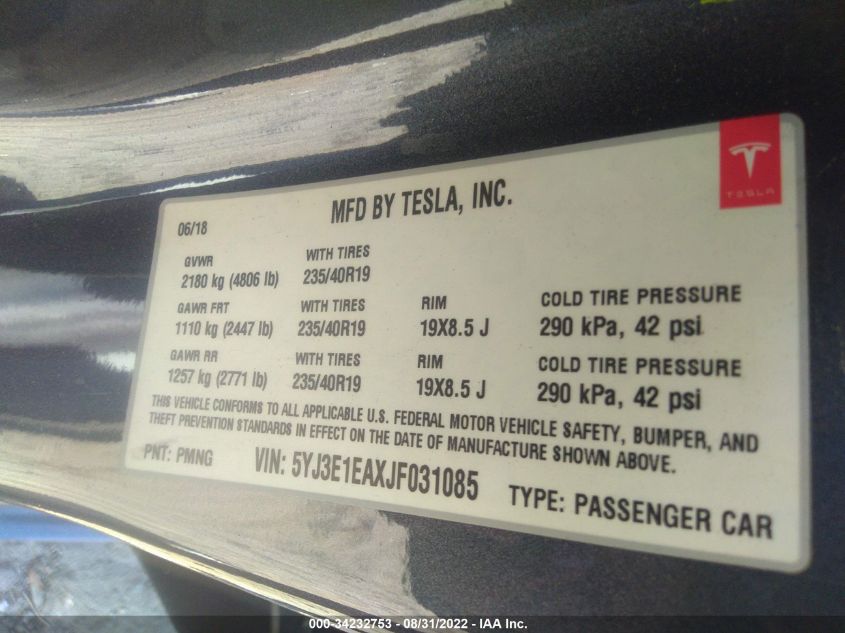 TESLA
MFD BY TESLA, INC.
06/18
GVWR WITH TIRES
2180 kg (4806 lb) 235/40R19
GAWR FRT WITH TIRES RIM COLD TIRE PRESSURE
1110 kg (2447 lb) 235/40R19 19X8.5 J 290 kPa, 42 psi
GAWR RR WITH TIRES RIM COLD TIRE PRESSURE
1257 kg (2771 lb) 235/40R19 19X8.5 J 290 kPa, 42 psi
THIS VEHICLE CONFORMS TO ALL APPLICABLE U.S. FEDERAL MOTOR VEHICLE SAFETY, BUMPER, AND
THEFT PREVENTION STANDARDS IN EFFECT ON THE DATE OF MANUFACTURE SHOWN ABOVE.
PNT: PMNG VIN: 5YJ3E1EAXJF031085 TYPE: PASSENGER CAR
000-34232753 - 08/31/2022 - IAA Inc.